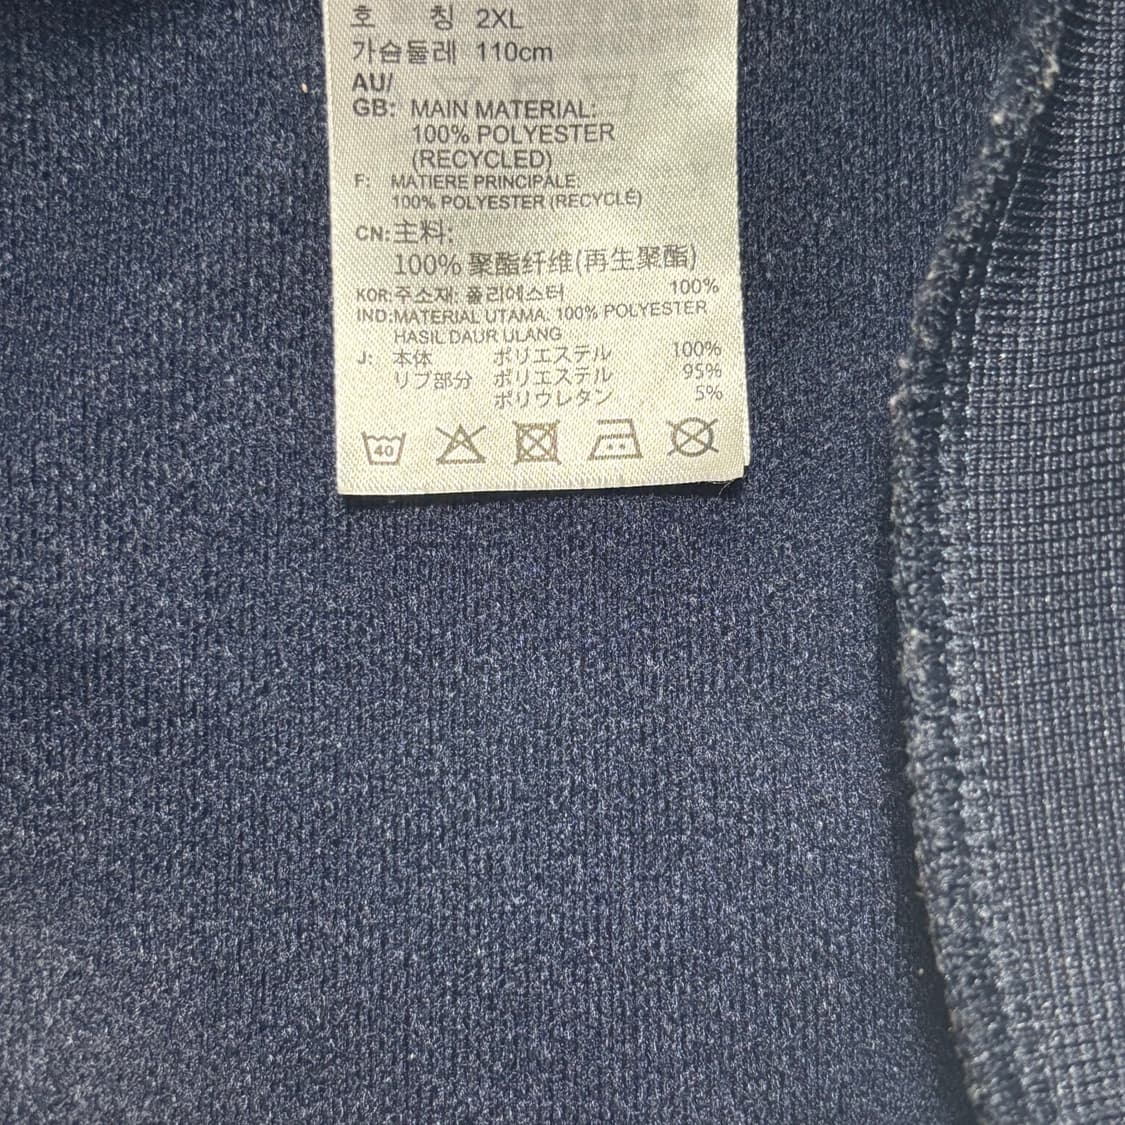 호 칭 2XL
가슴둘레 110cm
AU/
GB: MAIN MATERIAL:
100% POLYESTER
(RECYCLED)
F: MATIERE PRINCIPALE:
100% POLYESTER (RECYCLÉ)
CN:主料:
100% 聚酯纤维(再生聚酯)
KOR:주소재: 폴리에스터 100%
IND:MATERIAL UTAMA. 100% POLYESTER
HASIL DAUR ULANG
J: 本体 ポリエステル 100%
リブ部分 ポリエステル 95%
ポリウレタン 5%
40